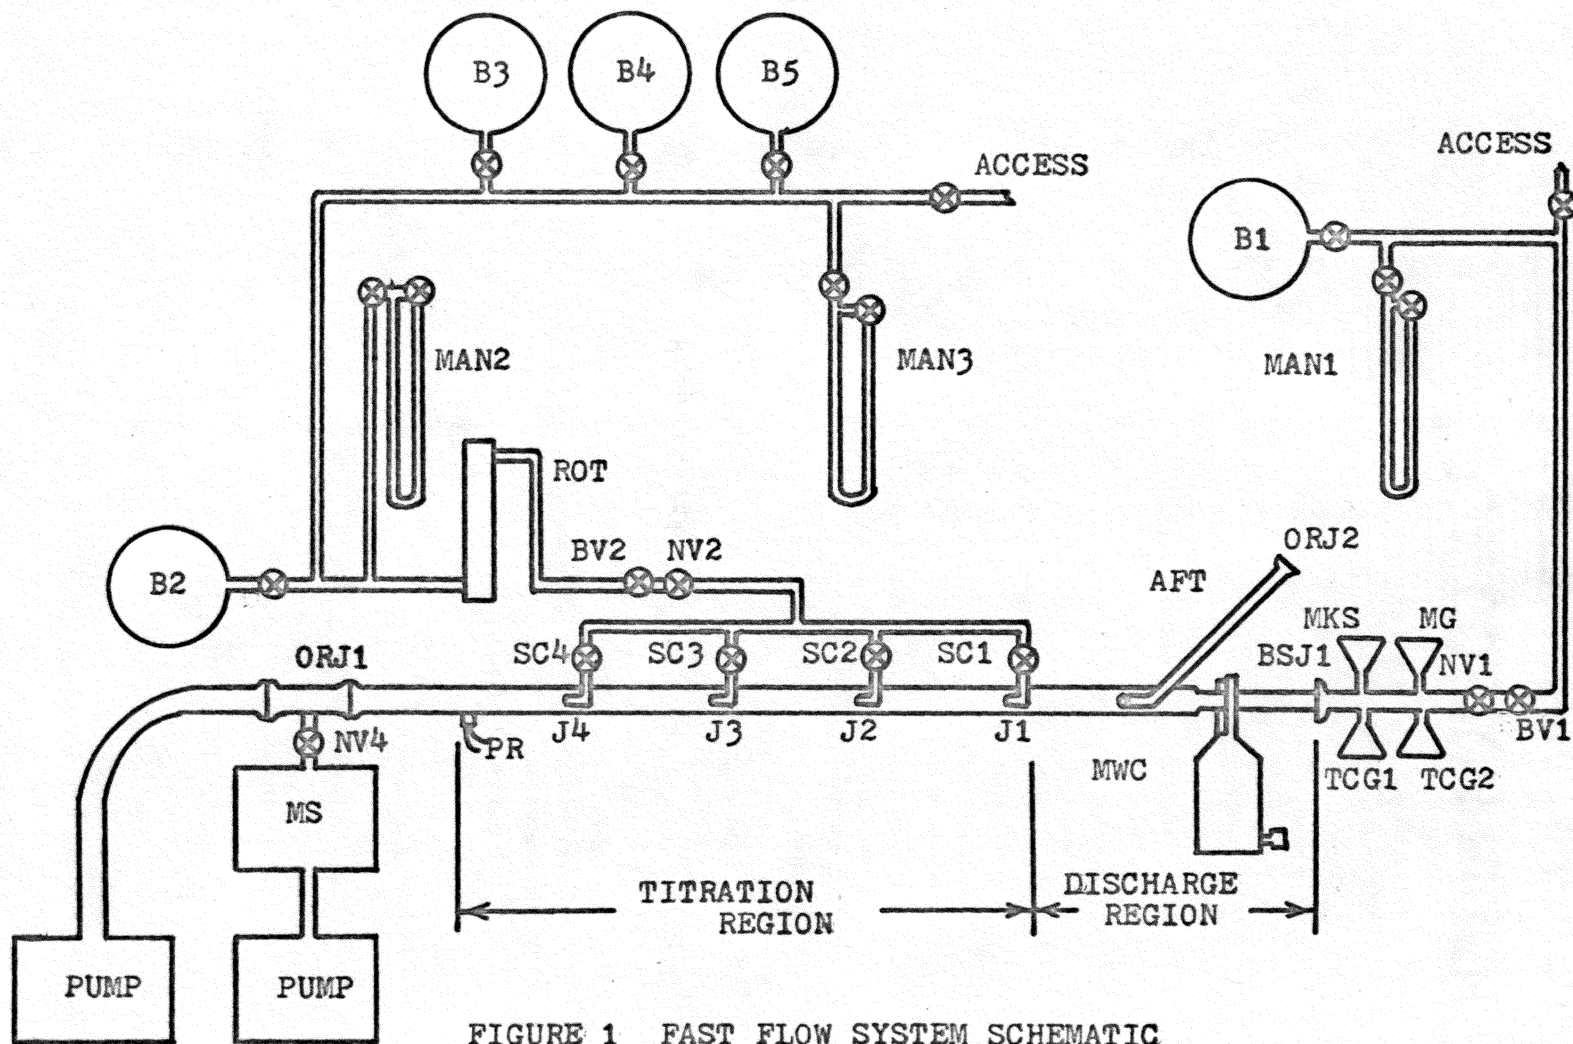 B3
B4
B5
ACCESS
ACCESS
B1
MAN2
MAN3
MAN1
ROT
BV2
NV2
ORJ2
AFT
B2
MKS
MG
SC4
SC3
SC2
SC1
BSJ1
NV1
ORJ1
NV4
PR
J4
J3
J2
J1
BV1
MWC
TCG1
TCG2
MS
TITRATION
REGION
DISCHARGE
REGION
PUMP
PUMP
FIGURE 1 FAST FLOW SYSTEM SCHEMATIC